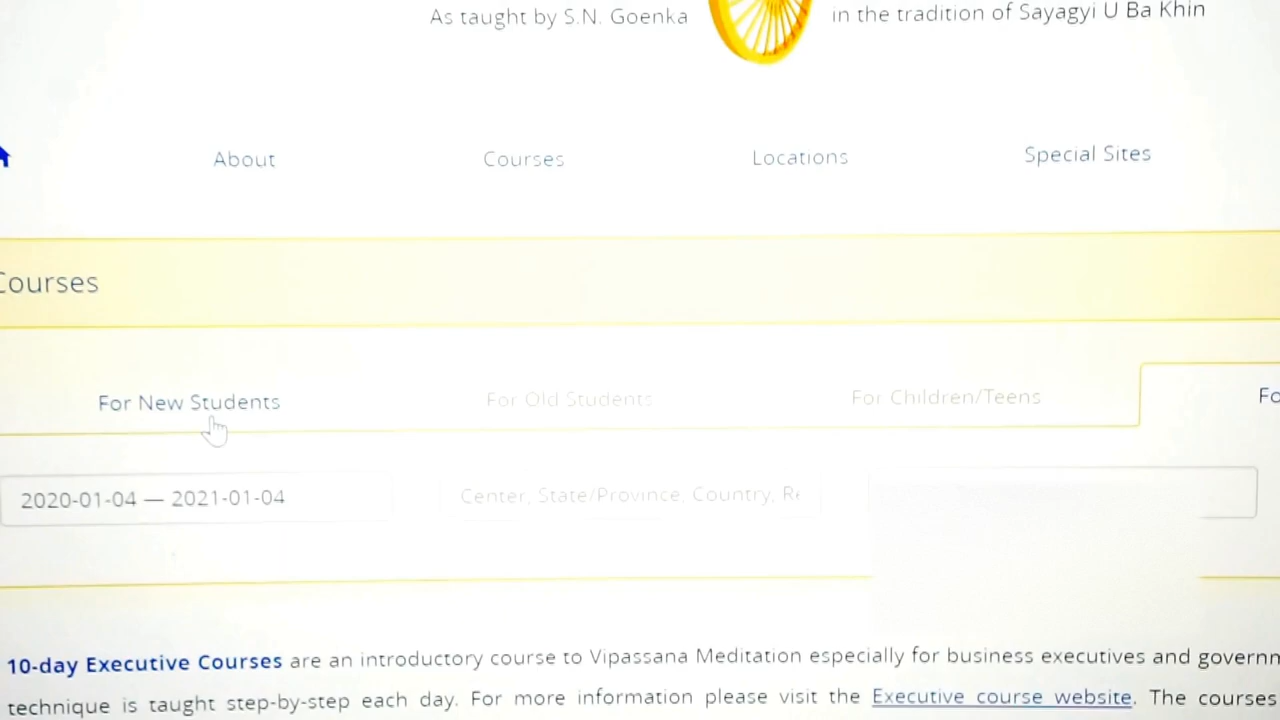 As taught by S.N. Goenka in the tradition of Sayagyi U Ba Khin
About Courses Locations Special Sites
Courses
For New Students For Old Students For Children/Teens
2020-01-04 — 2021-01-04 Center, State/Province, Country,
10-day Executive Courses are an introductory course to Vipassana Meditation especially for business executives and
technique is taught step-by-step each day. For more information please visit the Executive course website. The courses